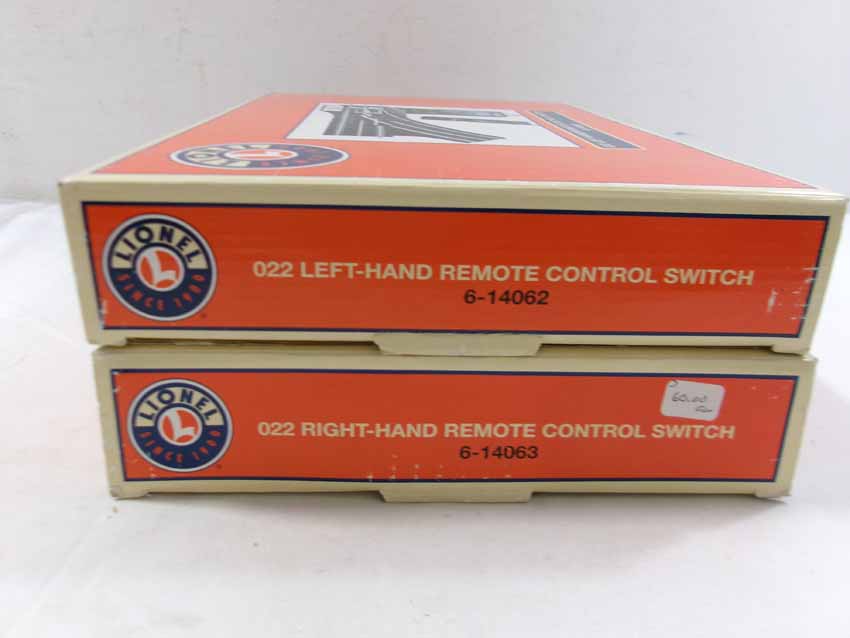 LIONEL
LIONEL
SINCE 1900
022 LEFT-HAND REMOTE CONTROL SWITCH
6-14062
LIONEL
SINCE 1900
022 RIGHT-HAND REMOTE CONTROL SWITCH
6-14063
60.00